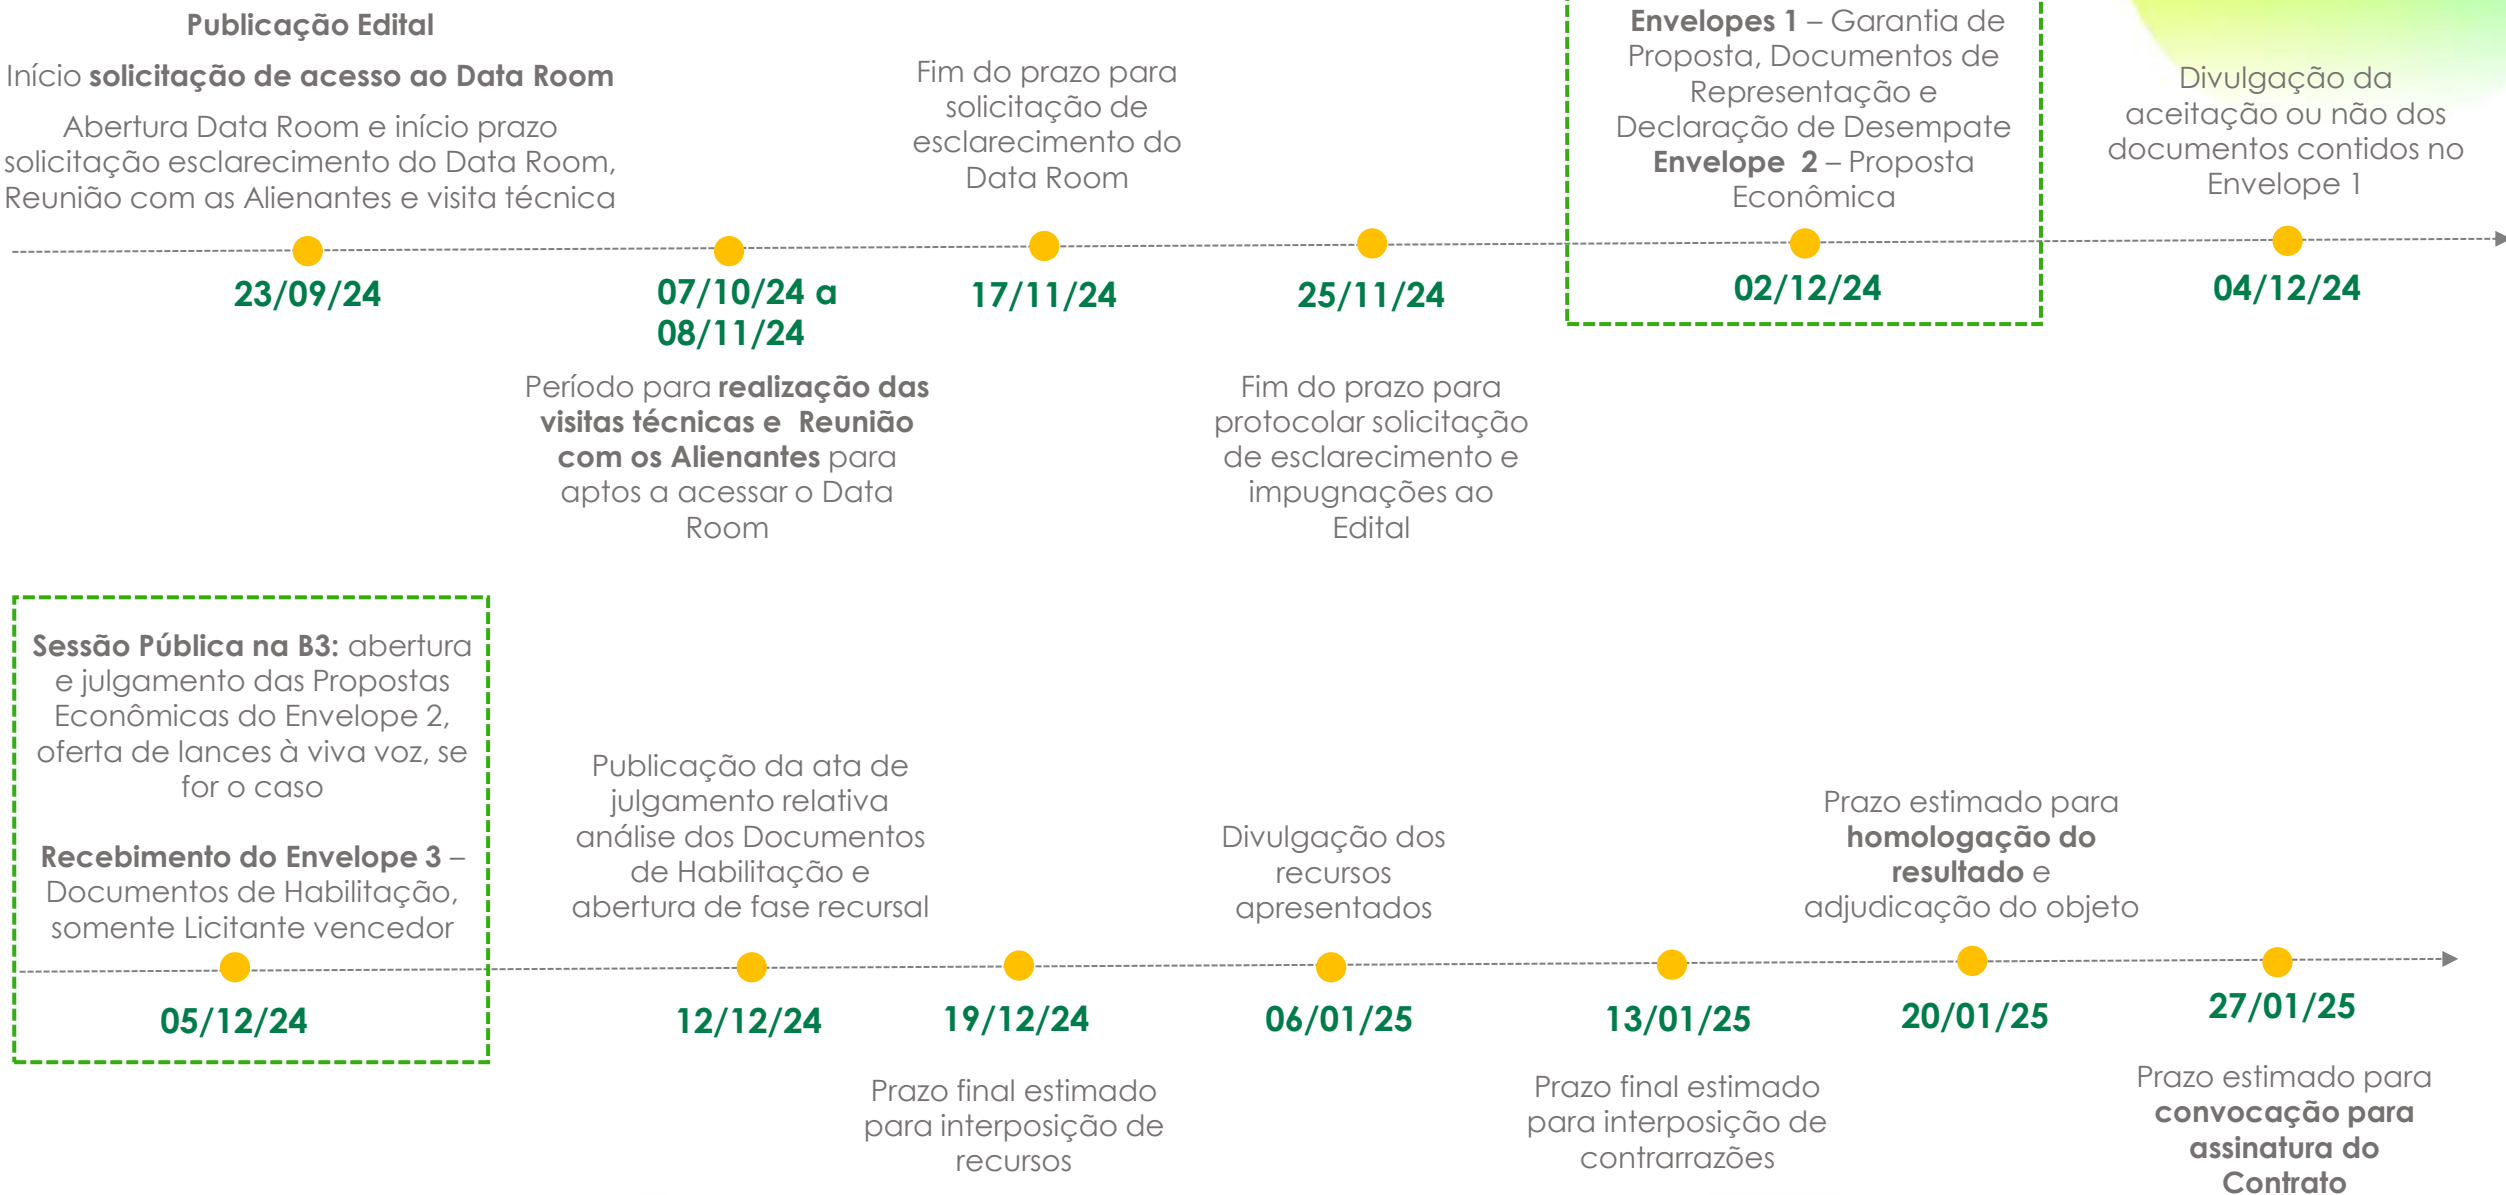 Publicação Edital
Início solicitação de acesso ao Data Room
Abertura Data Room e início prazo
solicitação esclarecimento do Data Room,
Reunião com as Alienantes e visita técnica
23/09/24
07/10/24 a
08/11/24
Período para realização das
visitas técnicas e Reunião
com os Alienantes para
aptos a acessar o Data
Room
Fim do prazo para
solicitação de
esclarecimento do
Data Room
17/11/24
25/11/24
Fim do prazo para
protocolar solicitação
de esclarecimento e
impugnações ao
Edital
Envelopes 1 – Garantia de
Proposta, Documentos de
Representação e
Declaração de Desempate
Envelope 2 – Proposta
Econômica
02/12/24
Divulgação da
aceitação ou não dos
documentos contidos no
Envelope 1
04/12/24
Sessão Pública na B3: abertura
e julgamento das Propostas
Econômicas do Envelope 2,
oferta de lances à viva voz, se
for o caso
Recebimento do Envelope 3 –
Documentos de Habilitação,
somente Licitante vencedor
05/12/24
Publicação da ata de
julgamento relativa
análise dos Documentos
de Habilitação e
abertura de fase recursal
12/12/24
19/12/24
Prazo final estimado
para interposição de
recursos
Divulgação dos
recursos
apresentados
06/01/25
13/01/25
Prazo final estimado
para interposição de
contrarrazões
Prazo estimado para
homologação do
resultado e
adjudicação do objeto
20/01/25
27/01/25
Prazo estimado para
convocação para
assinatura do
Contrato